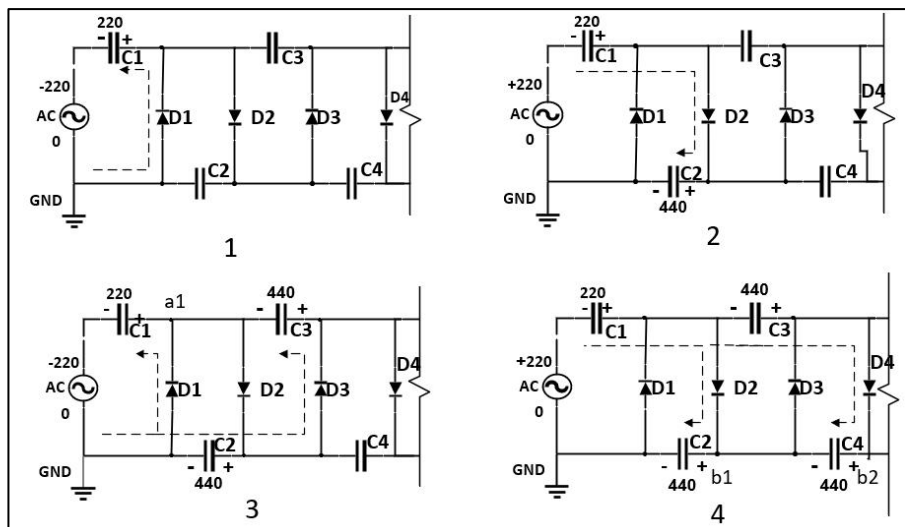 220
- +
C1
C3
-220
AC
0
D1
D2
D3
D4
C2
C4
GND
1
220
- +
C1
C3
+220
AC
0
D1
D2
D3
D4
C2
- +
440
C4
GND
2
220
- +
C1
a1
440
- +
C3
-220
AC
0
D1
D2
D3
D4
C2
- +
440
C4
GND
3
220
- +
C1
440
- +
C3
+220
AC
0
D1
D2
D3
D4
C2
- + b1
440
C4
- + b2
440
GND
4